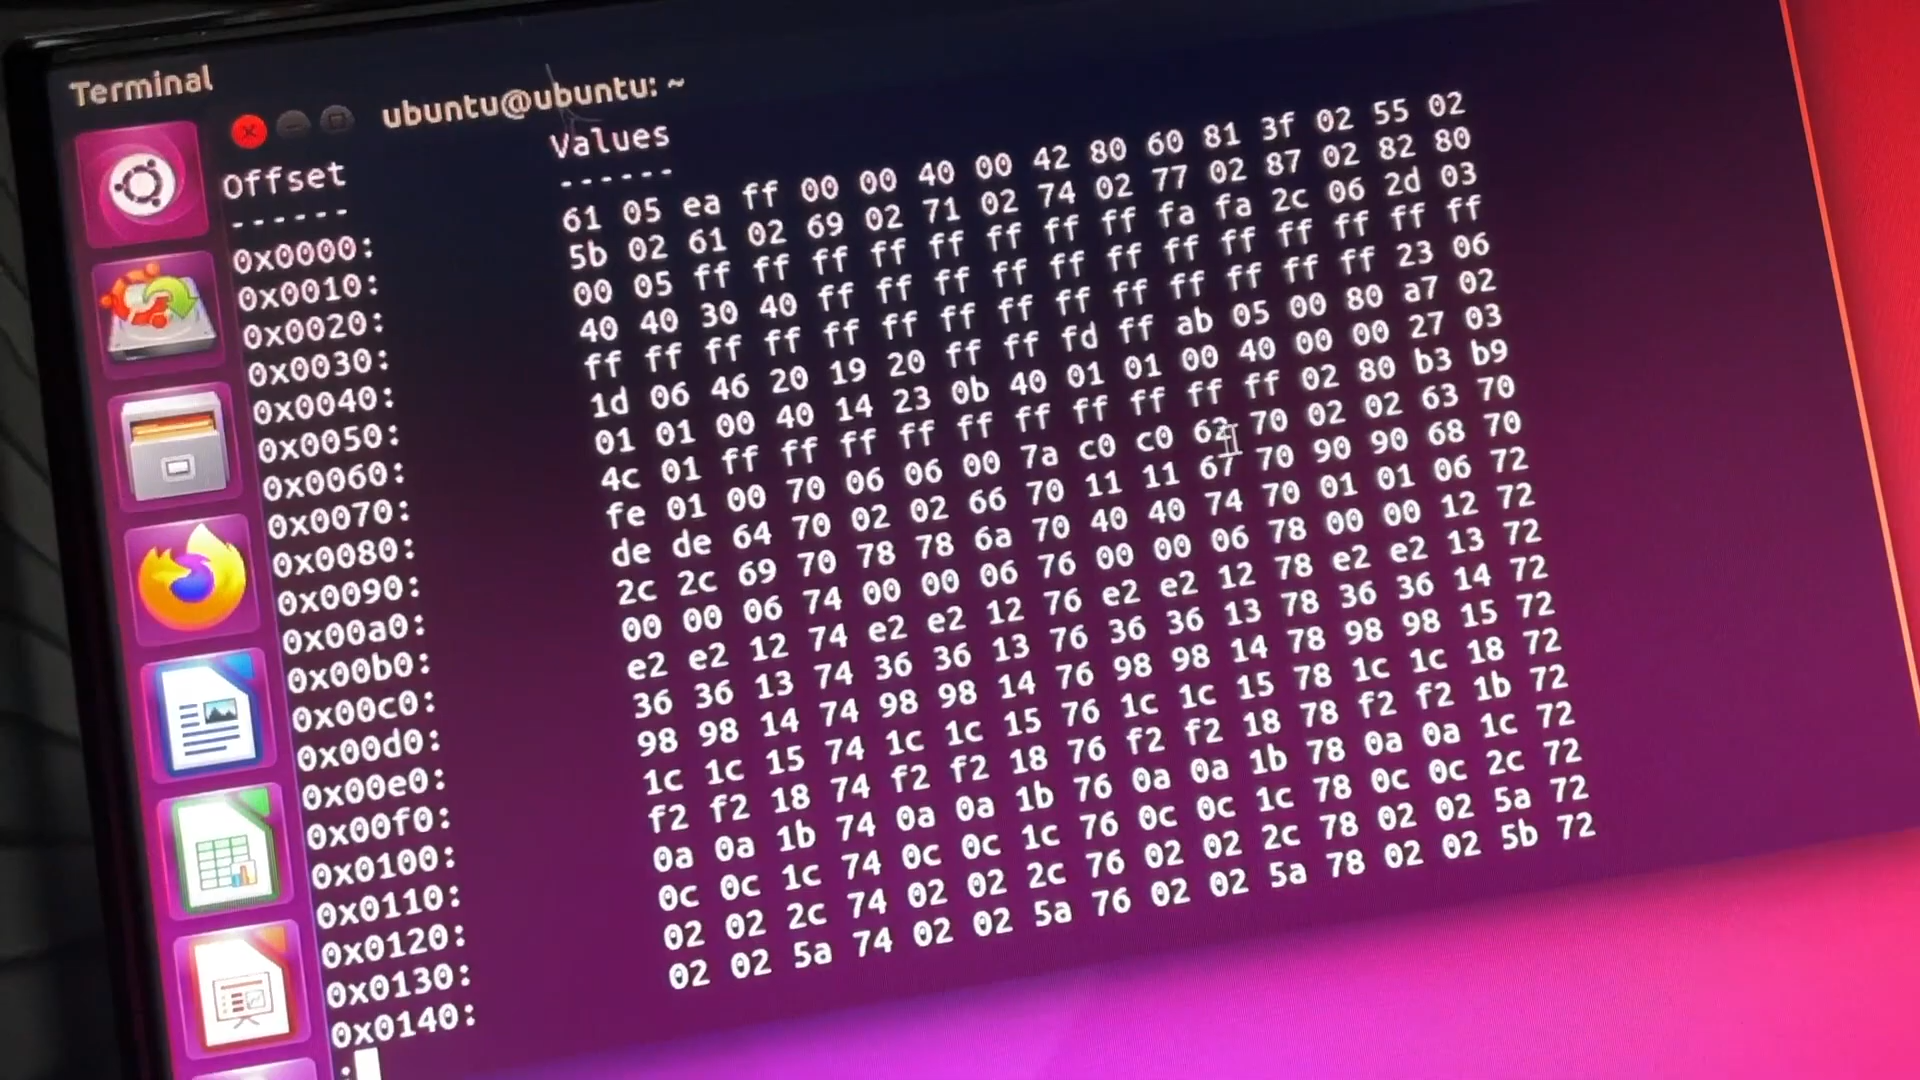 Terminal
ubuntu@ubuntu: ~
Offset Values
------ ------
0x0000: 61 05 ea ff 00 00 40 00 42 80 60 81 3f 02 55 02
0x0010: 5b 02 61 02 69 02 71 02 74 02 77 02 87 02 82 80
0x0020: 00 05 ff ff ff ff ff ff ff ff fa fa 2c 06 2d 03
0x0030: 40 40 30 40 ff ff ff ff ff ff ff ff ff ff ff ff
0x0040: ff ff ff ff ff ff ff ff ff ff ff ff ff ff 23 06
0x0050: 1d 06 46 20 19 20 ff ff fd ff ab 05 00 80 a7 02
0x0060: 01 01 00 40 14 23 0b 40 01 01 00 40 00 00 27 03
0x0070: 4c 01 ff ff ff ff ff ff ff ff ff ff 02 80 b3 b9
0x0080: fe 01 00 70 06 06 00 7a c0 c0 62 70 02 02 63 70
0x0090: de de 64 70 02 02 66 70 11 11 67 70 90 90 68 70
0x00a0: 2c 2c 69 70 78 78 6a 70 40 40 74 70 01 01 06 72
0x00b0: 00 00 06 74 00 00 06 76 00 00 06 78 00 00 12 72
0x00c0: e2 e2 12 74 e2 e2 12 76 e2 e2 12 78 e2 e2 13 72
0x00d0: 36 36 13 74 36 36 13 76 36 36 13 78 36 36 14 72
0x00e0: 98 98 14 74 98 98 14 76 98 98 14 78 98 98 15 72
0x00f0: 1c 1c 15 74 1c 1c 15 76 1c 1c 15 78 1c 1c 18 72
0x0100: f2 f2 18 74 f2 f2 18 76 f2 f2 18 78 f2 f2 1b 72
0x0110: 0a 0a 1b 74 0a 0a 1b 76 0a 0a 1b 78 0a 0a 1c 72
0x0120: 0c 0c 1c 74 0c 0c 1c 76 0c 0c 1c 78 0c 0c 2c 72
0x0130: 02 02 2c 74 02 02 2c 76 02 02 2c 78 02 02 5a 72
0x0140: 02 02 5a 74 02 02 5a 76 02 02 5a 78 02 02 5b 72
: